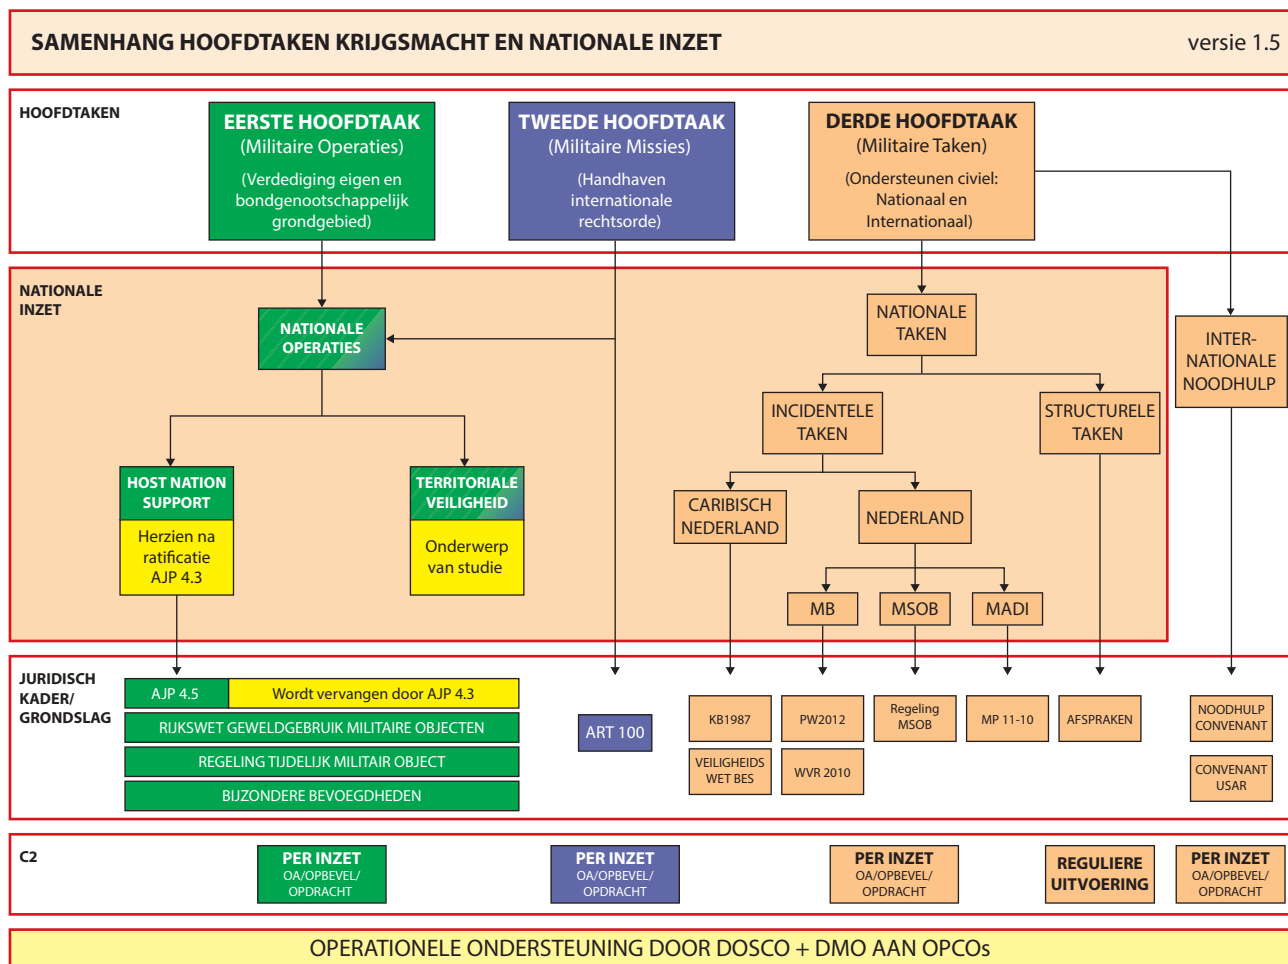 SAMENHANG HOOFDTAKEN KRIJGSMACHT EN NATIONALE INZET
versie 1.5
HOOFDTAKEN
EERSTE HOOFDTAAK
(Militaire Operaties)
(Verdediging eigen en
bondgenootschappelijk
grondgebied)
TWEEDE HOOFDTAAK
(Militaire Missies)
(Handhaven
internationale
rechtsorde)
DERDE HOOFDTAAK
(Militaire Taken)
(Ondersteunen civiel:
Nationaal en
Internationaal)
NATIONALE
INZET
NATIONALE
OPERATIES
NATIONALE
TAKEN
INTER-
NATIONALE
NOODHULP
INCIDENTELE
TAKEN
STRUCTURELE
TAKEN
HOST NATION
SUPPORT
Herzien na
ratificatie
AJP 4.3
TERRITORIALE
VEILIGHEID
Onderwerp
van studie
CARIBISCH
NEDERLAND
NEDERLAND
MB
MSOB
MADI
JURIDISCH
KADER/
GRONDSLAG
AJP 4.5
Wordt vervangen door AJP 4.3
RIJKSWET GEWELDGEBRUIK MILITAIRE OBJECTEN
REGELING TIJDELIJK MILITAIR OBJECT
BIJZONDERE BEVOEGDHEDEN
ART 100
KB1987
VEILIGHEIDS
WET BES
PW2012
WVR 2010
Regeling
MSOB
MP 11-10
AFSPRAKEN
NOODHULP
CONVENANT
CONVENANT
USAR
C2
PER INZET
OA/OPBEVEL/
OPDRACHT
PER INZET
OA/OPBEVEL/
OPDRACHT
PER INZET
OA/OPBEVEL/
OPDRACHT
REGULIERE
UITVOERING
PER INZET
OA/OPBEVEL/
OPDRACHT
OPERATIONELE ONDERSTEUNING DOOR DOSCO + DMO AAN OPCOs